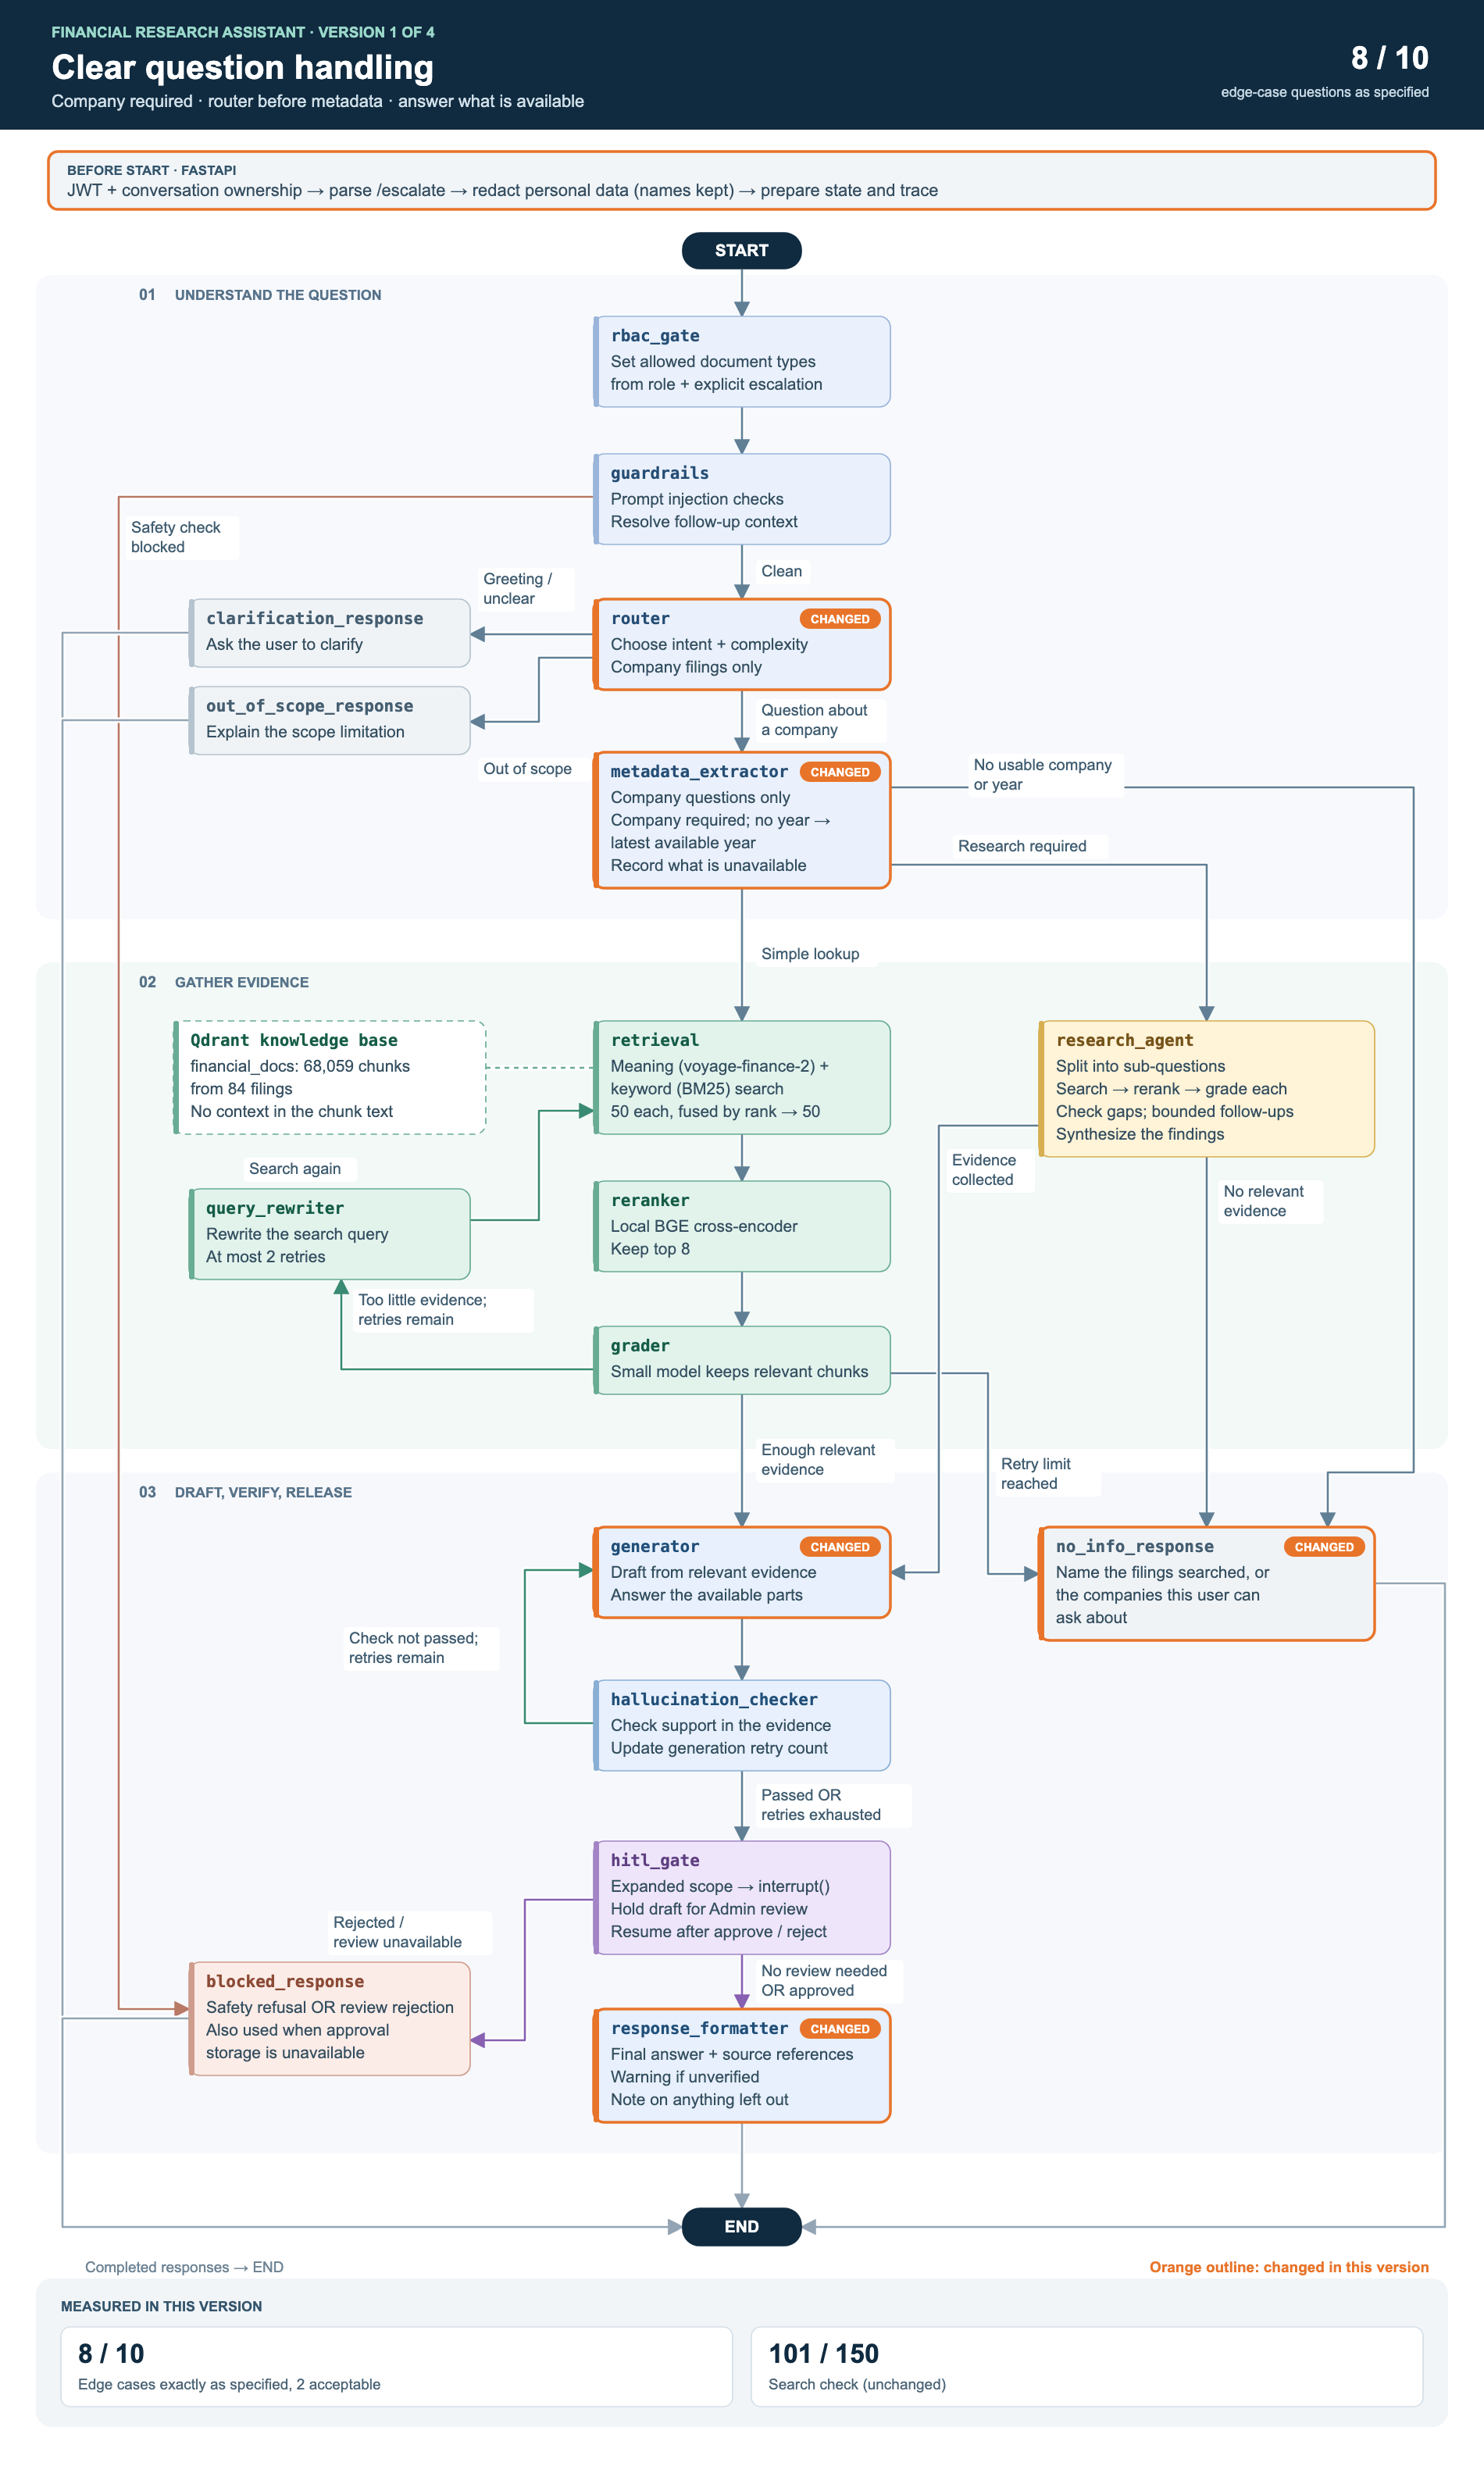 FINANCIAL RESEARCH ASSISTANT · VERSION 1 OF 4
Clear question handling
Company required · router before metadata · answer what is available
8 / 10
edge-case questions as specified
BEFORE START · FASTAPI
JWT + conversation ownership → parse /escalate → redact personal data (names kept) → prepare state and trace
START
01 UNDERSTAND THE QUESTION
rbac_gate
Set allowed document types
from role + explicit escalation
guardrails
Prompt injection checks
Resolve follow-up context
Safety check
blocked
Clean
Greeting /
unclear
clarification_response
Ask the user to clarify
router
CHANGED
Choose intent + complexity
Company filings only
out_of_scope_response
Explain the scope limitation
Out of scope
Question about
a company
metadata_extractor
CHANGED
Company questions only
Company required; no year →
latest available year
Record what is unavailable
No usable company
or year
Research required
Simple lookup
02 GATHER EVIDENCE
Qdrant knowledge base
financial_docs: 68,059 chunks
from 84 filings
No context in the chunk text
retrieval
Meaning (voyage-finance-2) +
keyword (BM25) search
50 each, fused by rank → 50
research_agent
Split into sub-questions
Search → rerank → grade each
Check gaps; bounded follow-ups
Synthesize the findings
Search again
Evidence
collected
No relevant
evidence
query_rewriter
Rewrite the search query
At most 2 retries
reranker
Local BGE cross-encoder
Keep top 8
Too little evidence;
retries remain
grader
Small model keeps relevant chunks
Enough relevant
evidence
Retry limit
reached
03 DRAFT, VERIFY, RELEASE
generator
CHANGED
Draft from relevant evidence
Answer the available parts
no_info_response
CHANGED
Name the filings searched, or
the companies this user can
ask about
Check not passed;
retries remain
hallucination_checker
Check support in the evidence
Update generation retry count
Passed OR
retries exhausted
hitl_gate
Expanded scope → interrupt()
Hold draft for Admin review
Resume after approve / reject
Rejected /
review unavailable
No review needed
OR approved
blocked_response
Safety refusal OR review rejection
Also used when approval
storage is unavailable
response_formatter
CHANGED
Final answer + source references
Warning if unverified
Note on anything left out
END
Completed responses → END
Orange outline: changed in this version
MEASURED IN THIS VERSION
8 / 10
Edge cases exactly as specified, 2 acceptable
101 / 150
Search check (unchanged)